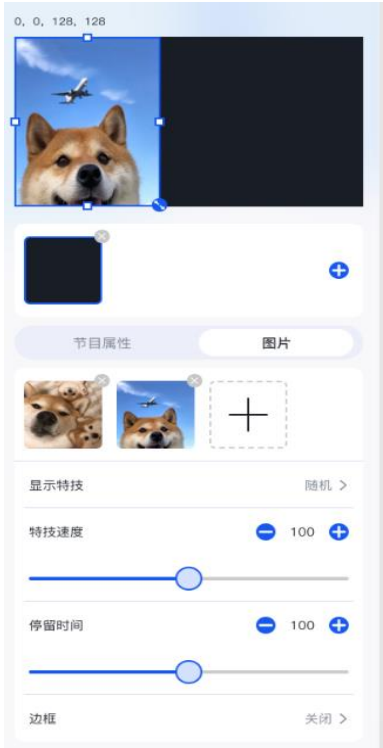 0, 0, 128, 128
节目属性 图片
显示特技 随机
特技速度 100
停留时间 100
边框 关闭